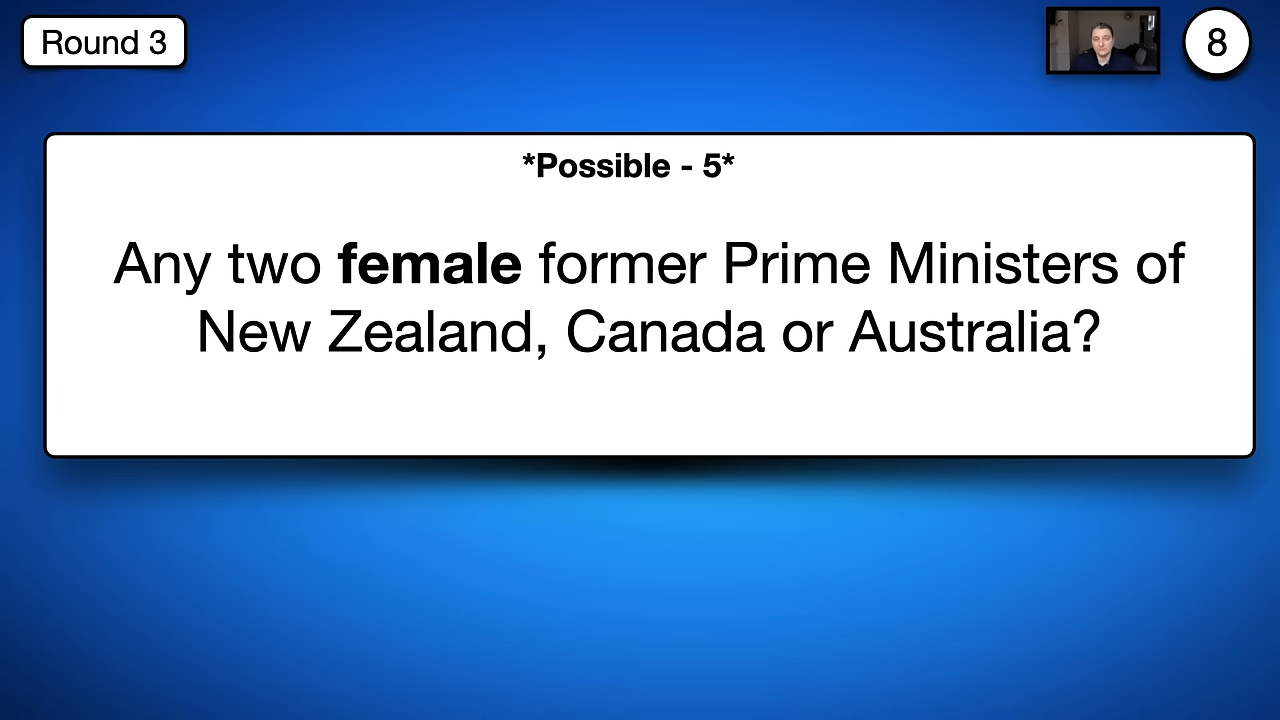 Round 3
8
*Possible - 5*
Any two female former Prime Ministers of
New Zealand, Canada or Australia?